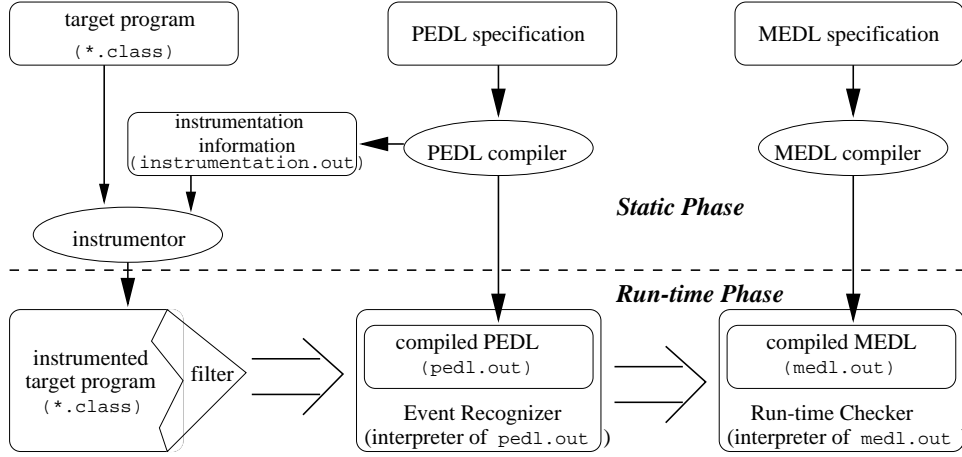 target program
(*.class)
PEDL specification
MEDL specification
instrumentation
information
(instrumentation.out)
PEDL compiler
MEDL compiler
Static Phase
instrumentor
Run-time Phase
instrumented
target program
(*.class)
filter
compiled PEDL
(pedl.out)
Event Recognizer
(interpreter of pedl.out )
compiled MEDL
(medl.out)
Run-time Checker
(interpreter of medl.out )